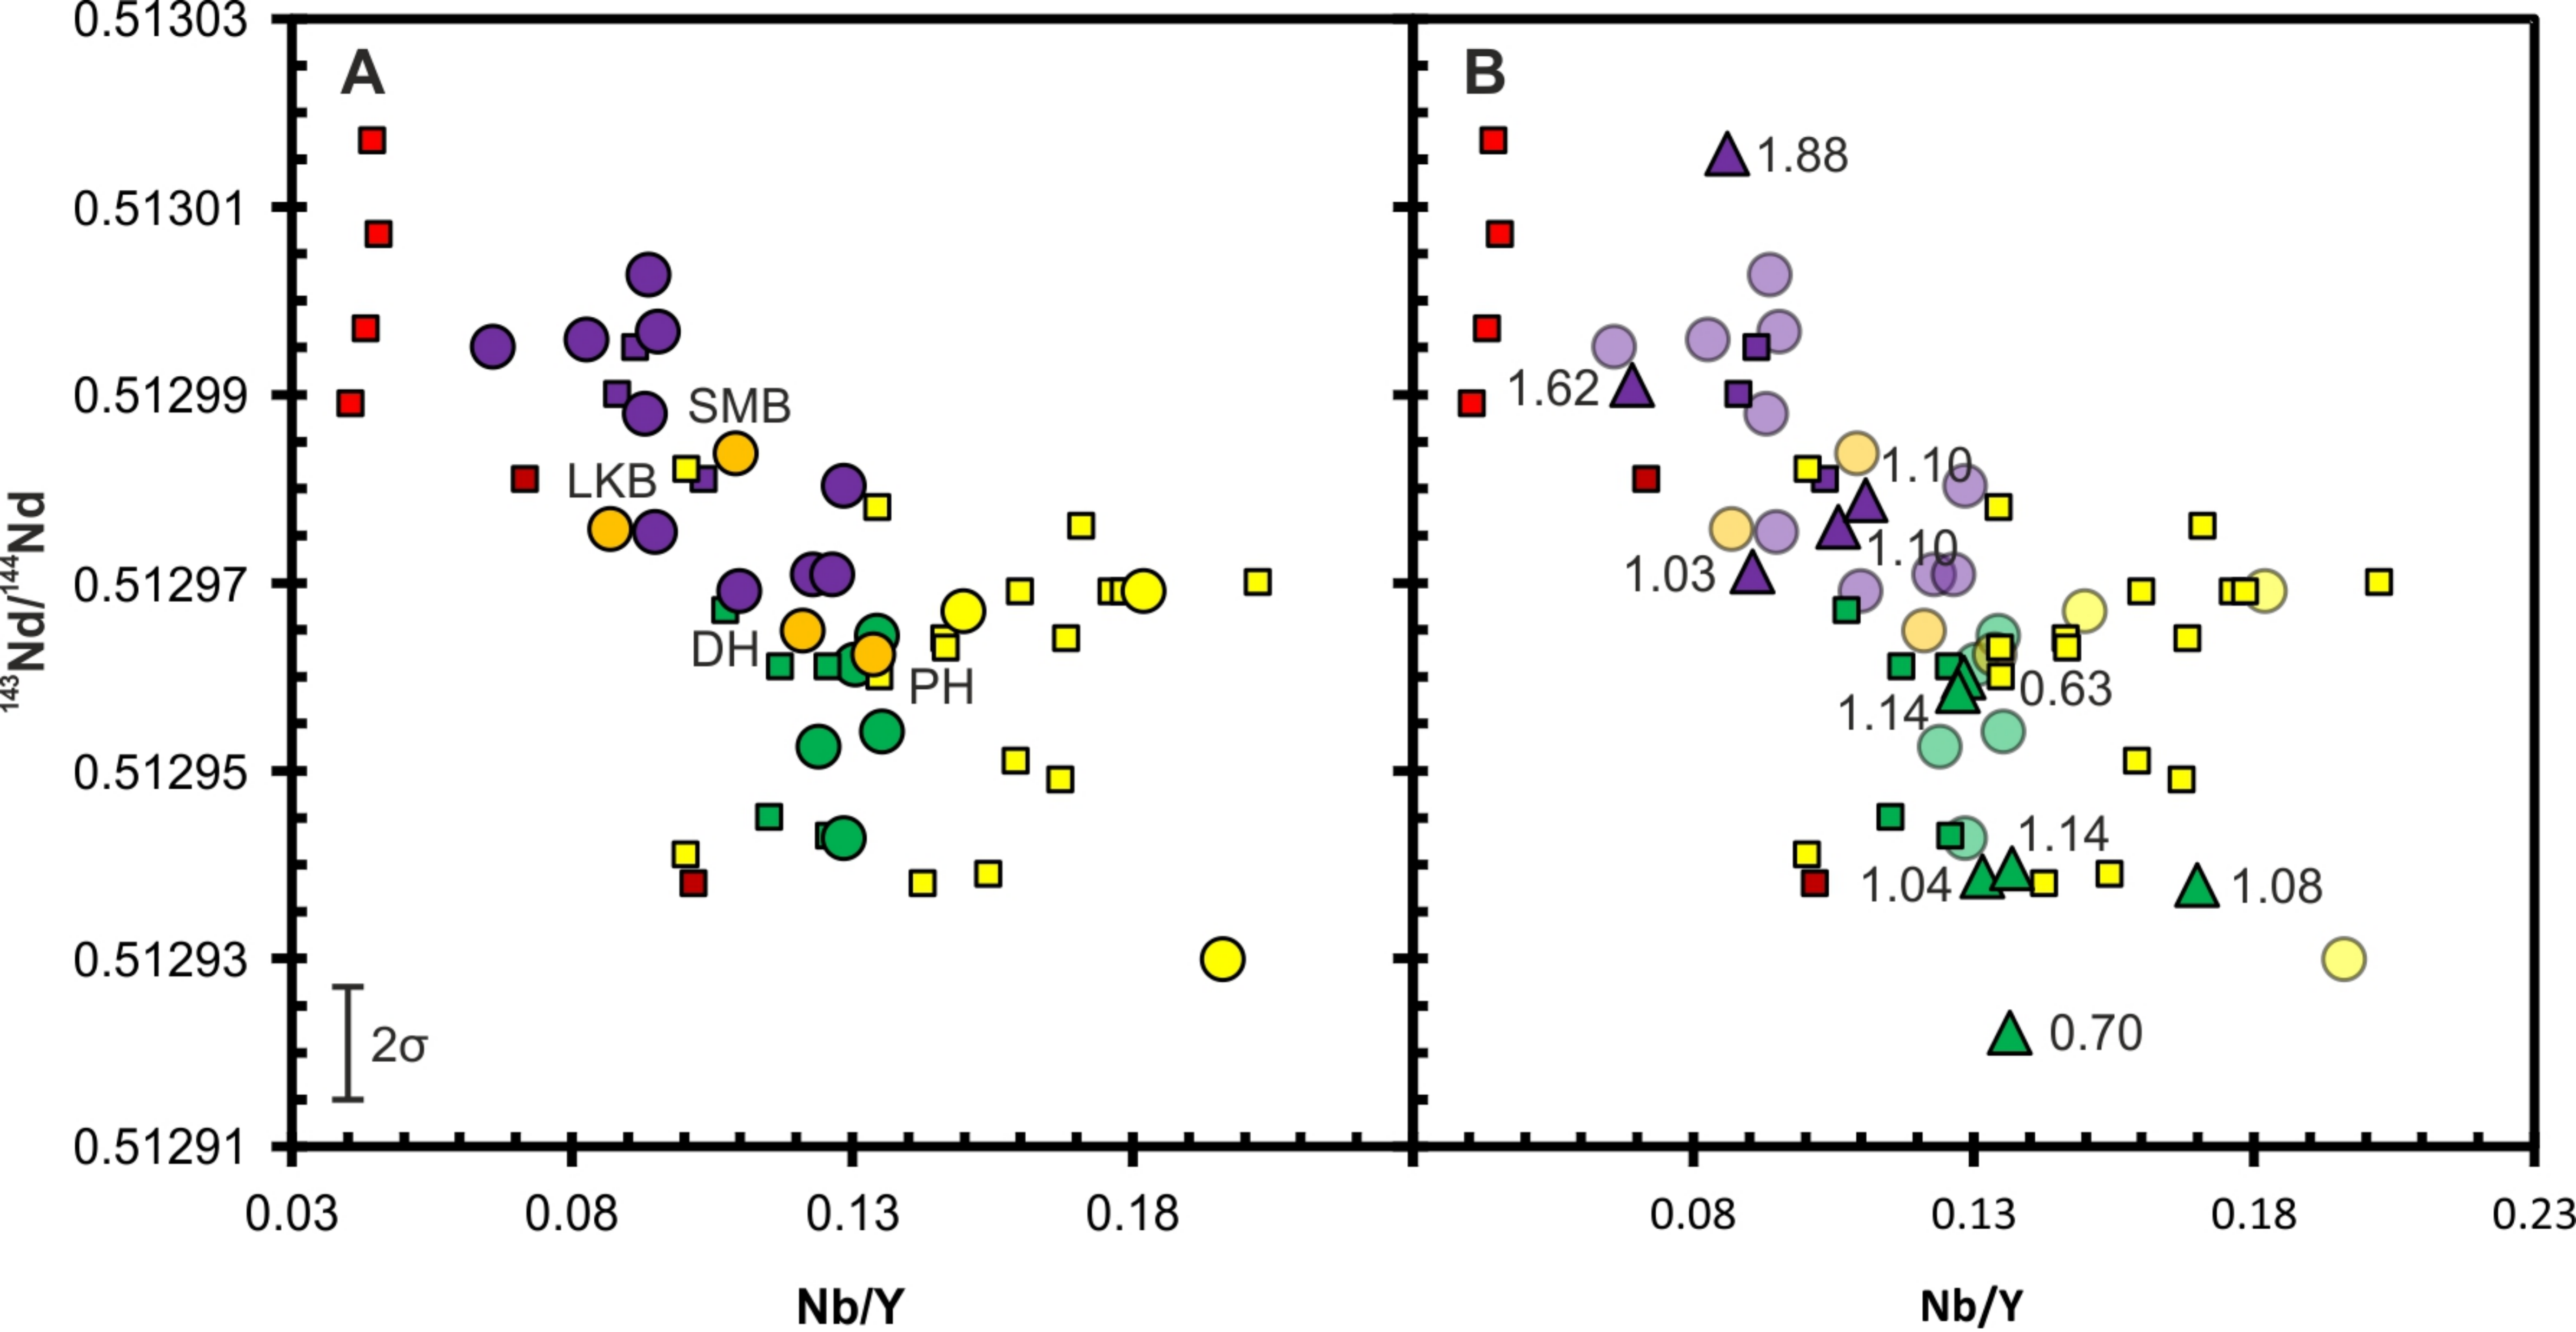 0.51303
0.51301
0.51299
0.51297
0.51295
0.51293
0.51291
143Nd/144Nd
A
SMB
LKB
DH
PH
2σ
0.03
0.08
0.13
0.18
Nb/Y
B
1.88
1.62
1.10
1.10
1.03
0.63
1.14
1.14
1.04
1.08
0.70
0.08
0.13
0.18
0.23
Nb/Y